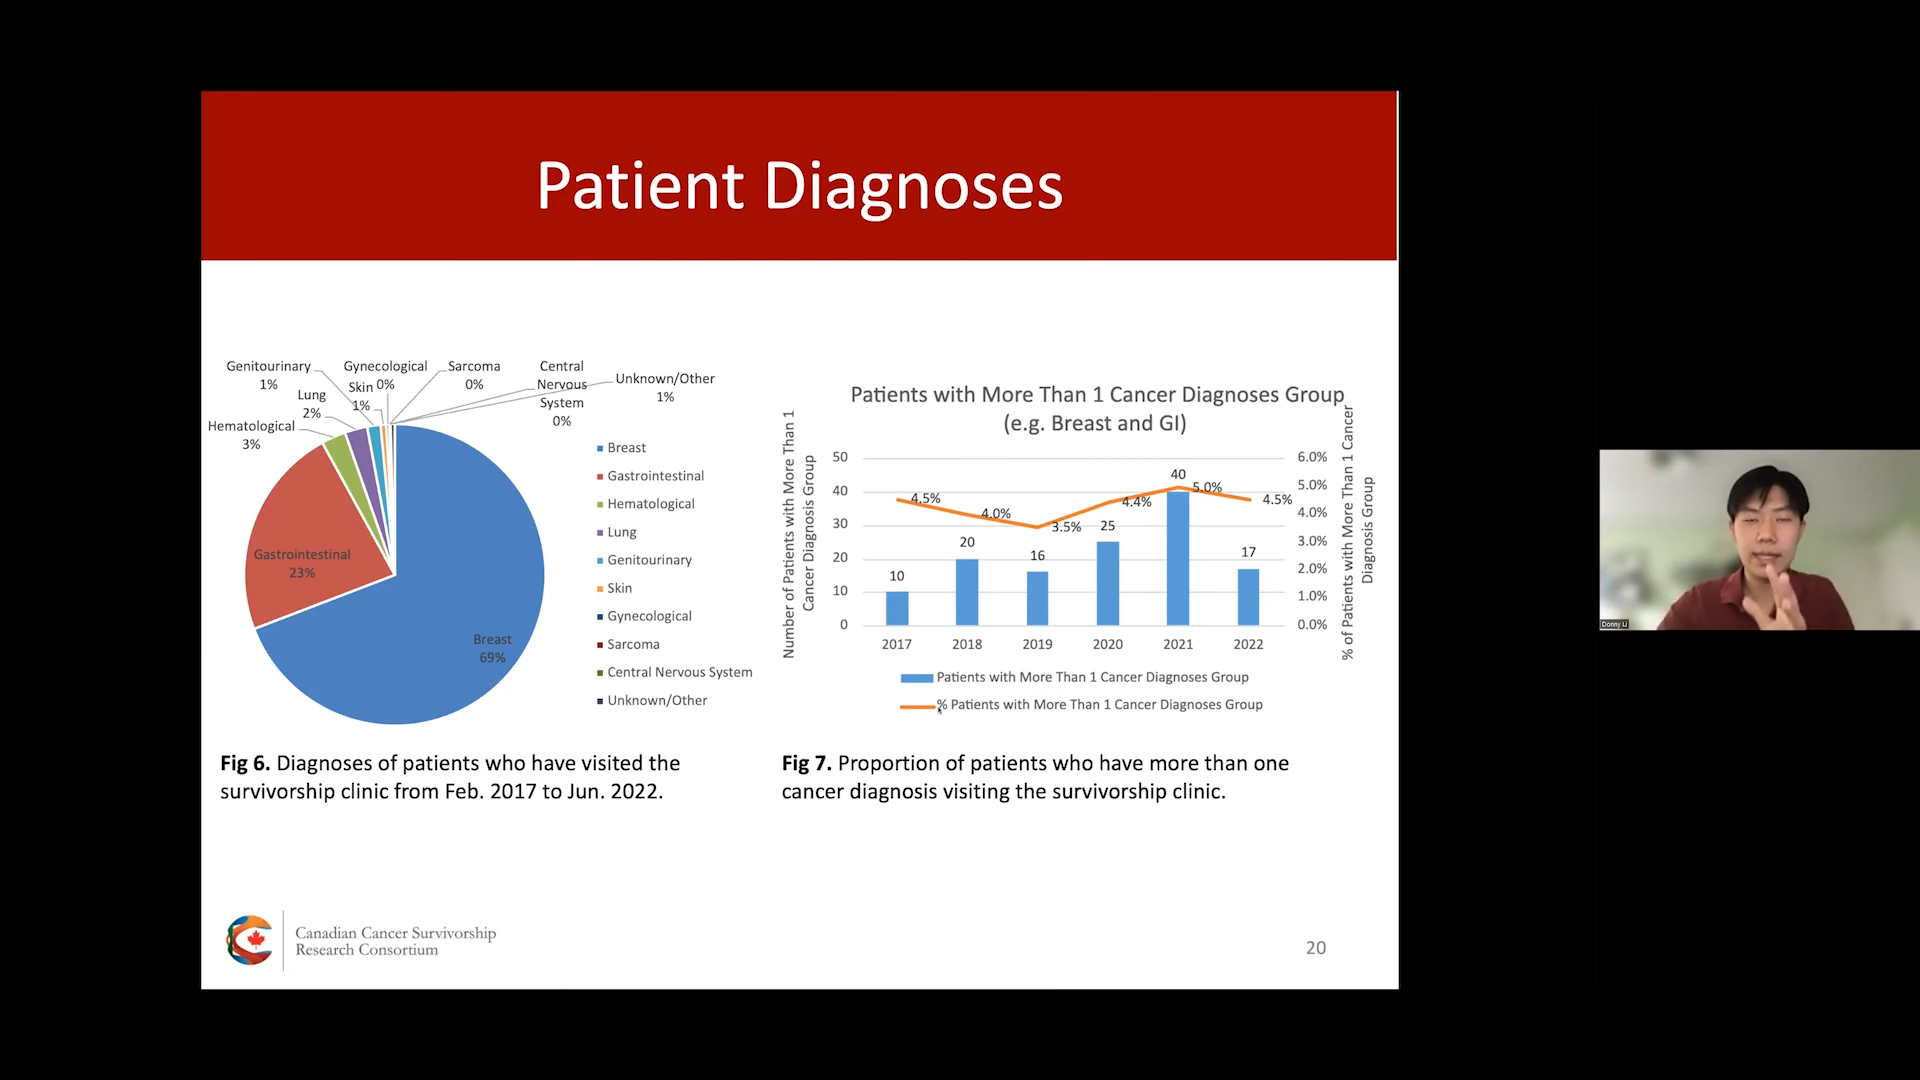 Patient Diagnoses
Genitourinary
1%
Gynecological
0%
Sarcoma
0%
Central
Nervous
System
0%
Unknown/Other
1%
Lung
2%
Skin
1%
Hematological
3%
Gastrointestinal
23%
Breast
69%
Breast
Gastrointestinal
Hematological
Lung
Genitourinary
Skin
Gynecological
Sarcoma
Central Nervous System
Unknown/Other
Fig 6. Diagnoses of patients who have visited the
survivorship clinic from Feb. 2017 to Jun. 2022.
Patients with More Than 1 Cancer Diagnoses Group
(e.g. Breast and GI)
Number of Patients with More Than 1
Cancer Diagnosis Group
50
40
30
20
10
0
4.5%
4.0%
3.5%
4.4%
5.0%
4.5%
10
20
16
25
40
17
2017
2018
2019
2020
2021
2022
6.0%
5.0%
4.0%
3.0%
2.0%
1.0%
0.0%
% of Patients with More Than 1 Cancer
Diagnosis Group
Patients with More Than 1 Cancer Diagnoses Group
% Patients with More Than 1 Cancer Diagnoses Group
Fig 7. Proportion of patients who have more than one
cancer diagnosis visiting the survivorship clinic.
Canadian Cancer Survivorship
Research Consortium
20
Donny Li